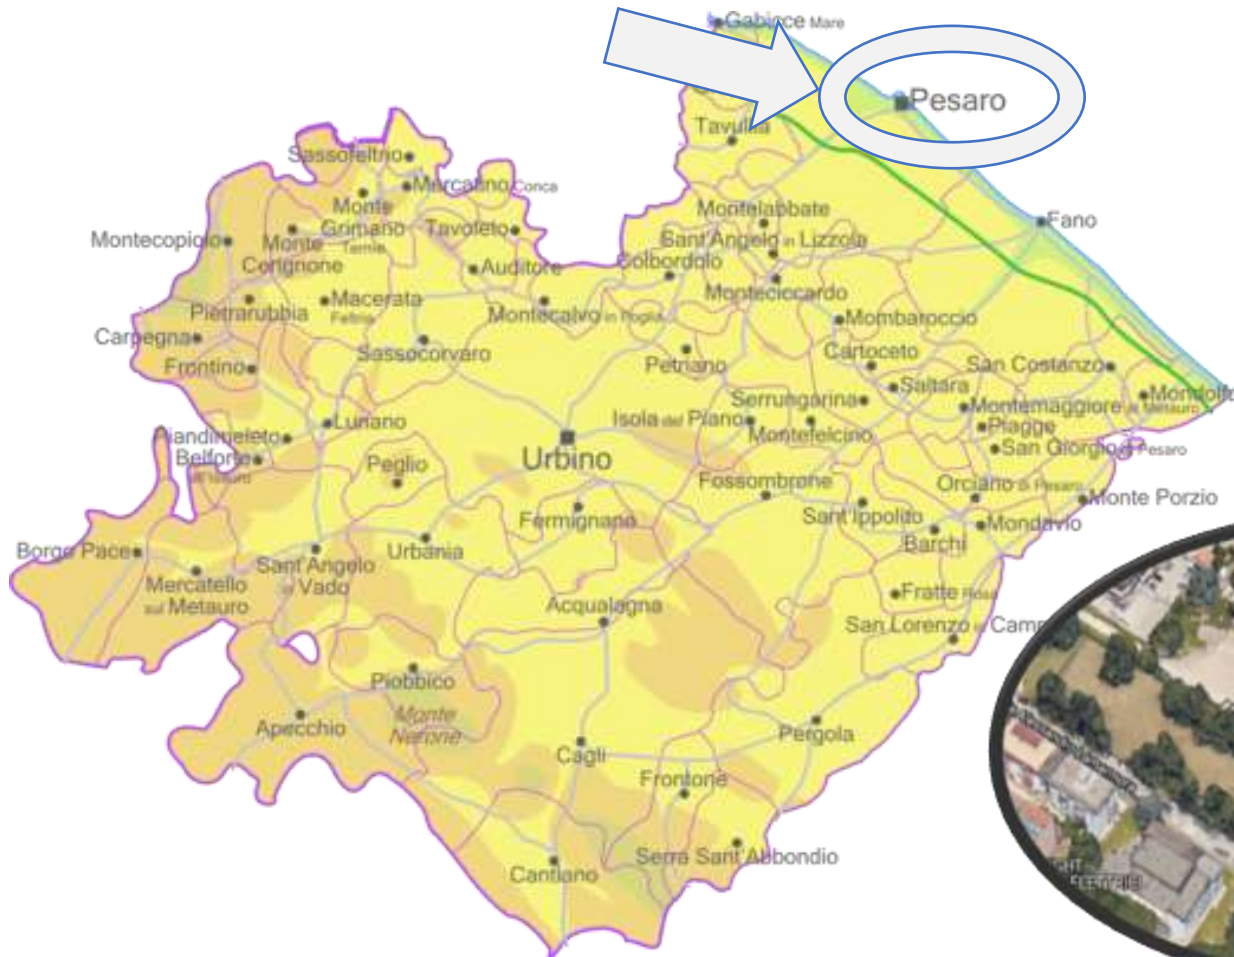 Gabicce Mare
Pesaro
Tavullia
Sassofeltrio
Mercatino Conca
Monte
Grimano
Terme
Montelabbate
Fano
Montecopiolo
Monte
Cerignone
Tavoleto
Sant'Angelo in Lizzola
Auditore
Colbordolo
Monteciccardo
Pietrarubbia
Macerata
Feltria
Montecalvo in Foglia
Mombaroccio
Carpegna
Sassocorvaro
Petriano
Cartoceto
San Costanzo
Frontino
Saltara
Serrungarina
Mondolfo
Montemaggiore al Metauro
Lunano
Isola del Piano
Montefelcino
Piagge
Piandimeleto
Belforte
all'Isauro
Urbino
San Giorgio di Pesaro
Peglio
Fossombrone
Orciano di Pesaro
Monte Porzio
Fermignano
Sant'Ippolito
Mondavio
Barchi
Borgo Pace
Urbania
Sant'Angelo
in Vado
Mercatello
sul Metauro
Fratte Rosa
Acqualagna
San Lorenzo in Camp
Piobbico
Monte
Nerone
Apecchio
Pergola
Cagli
Frontone
Serra Sant'Abbondio
Cantiano